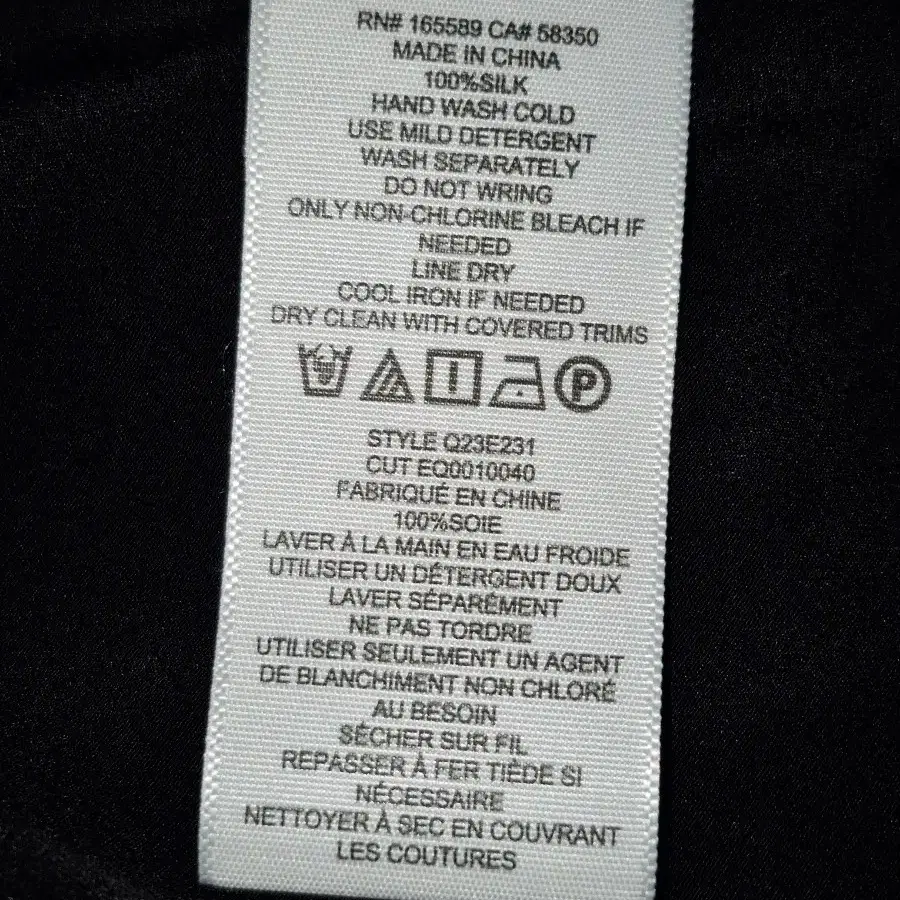 RN# 165589 CA# 58350
MADE IN CHINA
100%SILK
HAND WASH COLD
USE MILD DETERGENT
WASH SEPARATELY
DO NOT WRING
ONLY NON-CHLORINE BLEACH IF
NEEDED
LINE DRY
COOL IRON IF NEEDED
DRY CLEAN WITH COVERED TRIMS
P
STYLE Q23E231
CUT EQ0010040
FABRIQUÉ EN CHINE
100%SOIE
LAVER À LA MAIN EN EAU FROIDE
UTILISER UN DÉTERGENT DOUX
LAVER SÉPARÉMENT
NE PAS TORDRE
UTILISER SEULEMENT UN AGENT
DE BLANCHIMENT NON CHLORÉ
AU BESOIN
SÉCHER SUR FIL
REPASSER À FER TIÈDE SI
NÉCESSAIRE
NETTOYER À SEC EN COUVRANT
LES COUTURES